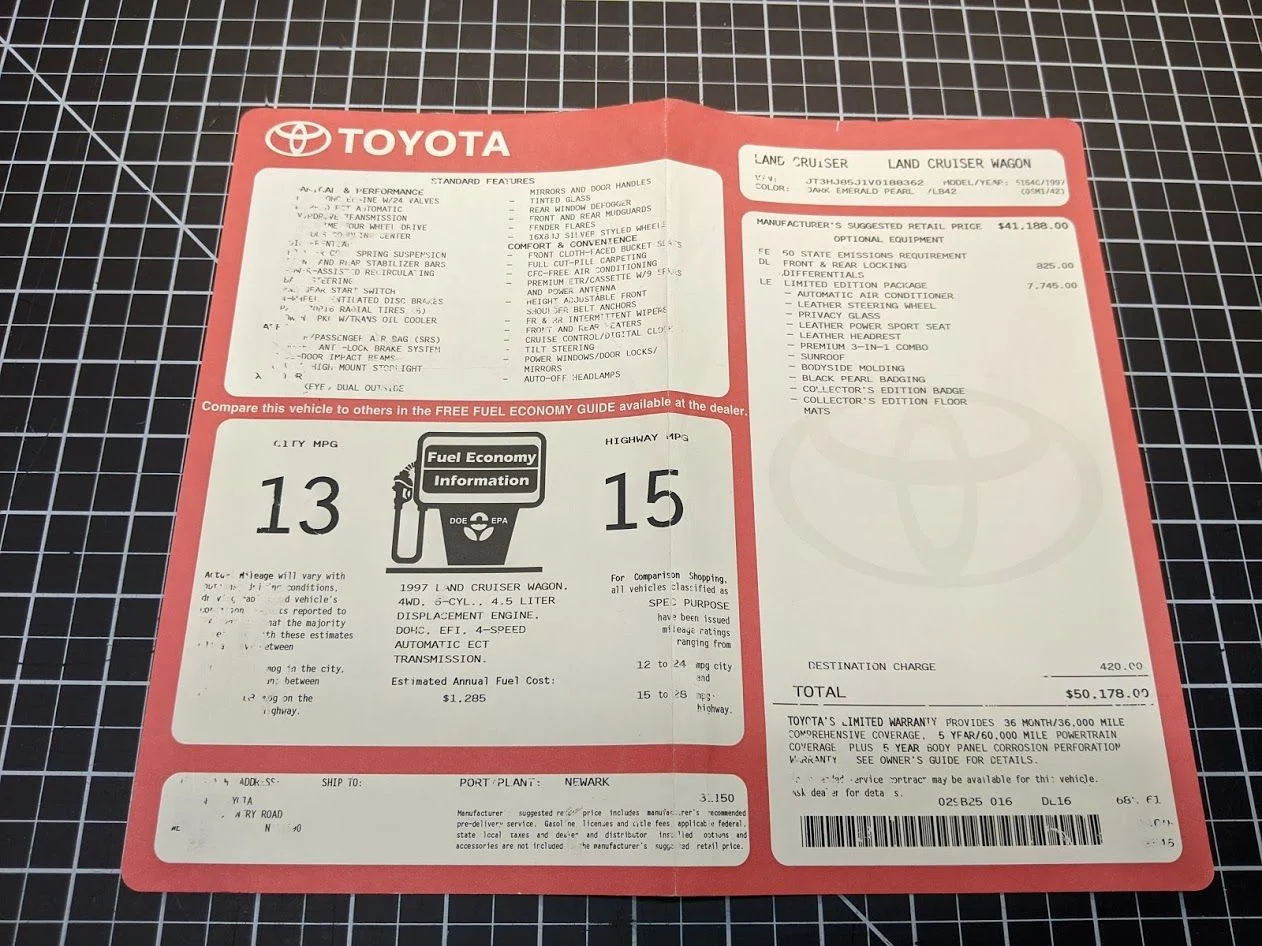 TOYOTA
STANDARD FEATURES
& PERFORMANCE
W/24 VALVES
AUTOMATIC
TRANSMISSION
FOUR WHEEL DRIVE
CENTER
SPRING SUSPENSION
AND REAR STABILIZER BARS
RECIRCULATING
STEERING
START SWITCH
DISC BRAKES
RADIAL TIRES
W/TRANS OIL COOLER
/PASSENGER AIR BAG (SRS)
BRAKE SYSTEM
-DOOR IMPACT BEAMS
HIGH MOUNT STOPLIGHT
DUAL OUTSIDE
MIRRORS AND DOOR HANDLES
- TINTED GLASS
- REAR WINDOW DEFOGGER
- FRONT AND REAR MUDGUARDS
- FENDER FLARES
- 16X8JJ SILVER STYLED WHEELS
COMFORT & CONVENIENCE
- FRONT CLOTH-FACED BUCKET SEATS
- FULL CUT-PILE CARPETING
- CFC-FREE AIR CONDITIONING
- PREMIUM ETR/CASSETTE W/9 SPKRS
AND POWER ANTENNA
- HEIGHT ADJUSTABLE FRONT
SHOULDER BELT ANCHORS
- FR & RR INTERMITTENT WIPERS
- FRONT AND REAR HEATERS
- CRUISE CONTROL/DIGITAL CLOCK
- TILT STEERING
- POWER WINDOWS/DOOR LOCKS/
MIRRORS
- AUTO-OFF HEADLAMPS
Compare this vehicle to others in the FREE FUEL ECONOMY GUIDE available at the dealer.
CITY MPG
13
Fuel Economy
Information
DOE EPA
HIGHWAY MPG
15
Actual Mileage will vary with
conditions,
vehicle's
reported to
that the majority
with these estimates
between
mpg in the city,
between
mpg on the
highway.
1997 LAND CRUISER WAGON.
4WD, 6-CYL., 4.5 LITER
DISPLACEMENT ENGINE.
DOHC, EFI, 4-SPEED
AUTOMATIC ECT
TRANSMISSION.
Estimated Annual Fuel Cost:
$1,285
For Comparison Shopping,
all vehicles classified as
SPEC PURPOSE
have been issued
mileage ratings
ranging from
12 to 24 mpg city
and
15 to 28 mpg
highway.
ADDRESS
SHIP TO:
PORT/PLANT: NEWARK
ROAD
Manufacturer's suggested retail price includes manufacturer's recommended
pre-delivery service. Gasoline, licenses and title fees, applicable federal,
state local taxes and dealer and distributor installed options and
accessories are not included in the manufacturer's suggested retail price.
LAND CRUISER LAND CRUISER WAGON
VIN: JT3HJ85J1V0188362 MODEL/YEAR: 6154C/1997
COLOR: DARK EMERALD PEARL /LB42
MANUFACTURER'S SUGGESTED RETAIL PRICE $41,188.00
OPTIONAL EQUIPMENT
FE 50 STATE EMISSIONS REQUIREMENT
DL FRONT & REAR LOCKING 825.00
DIFFERENTIALS
LE LIMITED EDITION PACKAGE 7,745.00
- AUTOMATIC AIR CONDITIONER
- LEATHER STEERING WHEEL
- PRIVACY GLASS
- LEATHER POWER SPORT SEAT
- LEATHER HEADREST
- PREMIUM 3-IN-1 COMBO
- SUNROOF
- BODYSIDE MOLDING
- BLACK PEARL BADGING
- COLLECTOR'S EDITION BADGE
- COLLECTOR'S EDITION FLOOR
MATS
DESTINATION CHARGE 420.00
TOTAL $50,178.00
TOYOTA'S LIMITED WARRANTY PROVIDES 36 MONTH/36,000 MILE
COMPREHENSIVE COVERAGE, 5 YEAR/60,000 MILE POWERTRAIN
COVERAGE PLUS 5 YEAR BODY PANEL CORROSION PERFORATION
WARRANTY SEE OWNER'S GUIDE FOR DETAILS.
service contract may be available for this vehicle.
Ask dealer for details.
02SB25 016 DL16